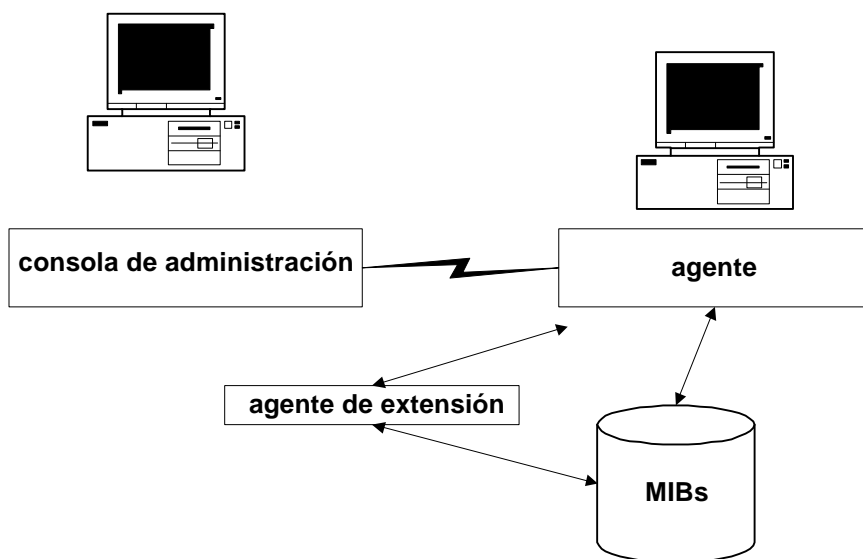 consola de administración
agente
agente de extensión
MIBs